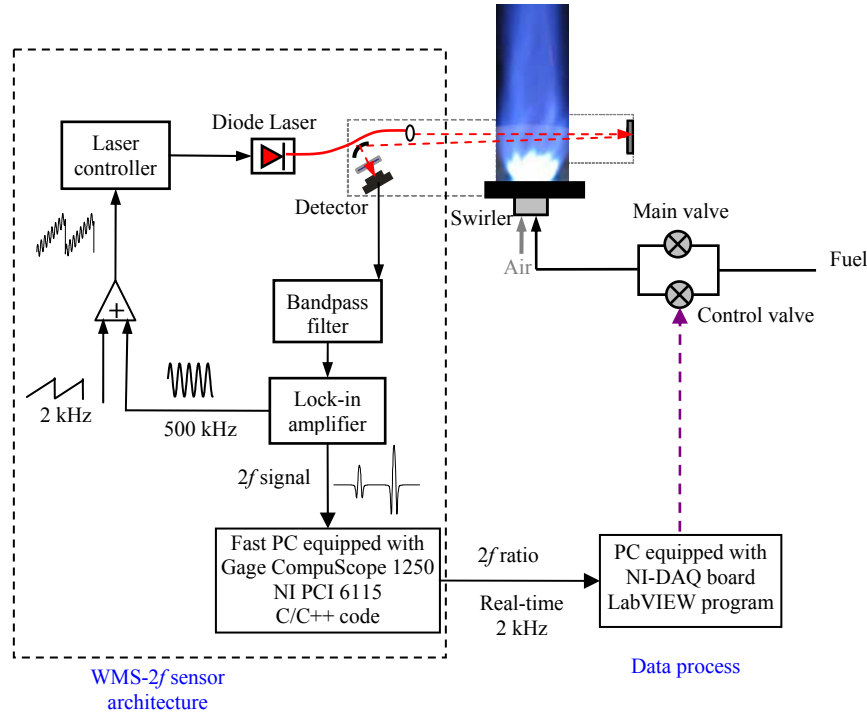 Diode Laser
Laser
controller
Detector
Swirler
Air
Main valve
Fuel
Control valve
Bandpass
filter
+
2 kHz
500 kHz
Lock-in
amplifier
2f signal
Fast PC equipped with
Gage CompuScope 1250
NI PCI 6115
C/C++ code
2f ratio
Real-time
2 kHz
PC equipped with
NI-DAQ board
LabVIEW program
WMS-2f sensor
architecture
Data process